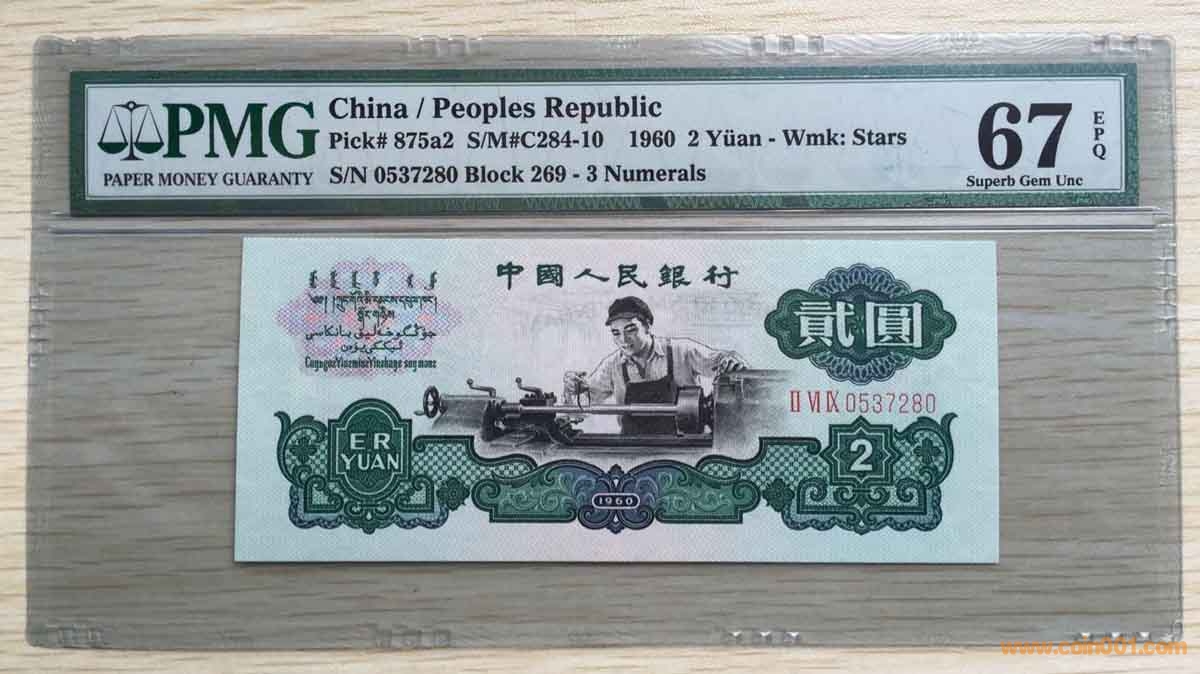 PMG
PAPER MONEY GUARANTY
China / Peoples Republic
Pick# 875a2 S/M#C284-10 1960 2 Yüan - Wmk: Stars
S/N 0537280 Block 269 - 3 Numerals
67
EPQ
Superb Gem Unc
中國人民銀行
貳圓
II VI IX 0537280
ER
YUAN
1960
2
www.coin001.com